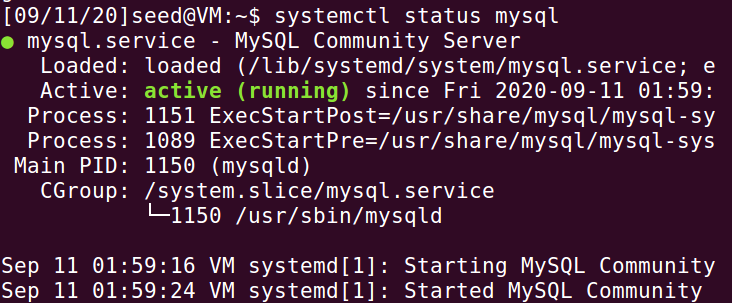 [09/11/20]seed@VM:~$ systemctl status mysql
● mysql.service - MySQL Community Server
   Loaded: loaded (/lib/systemd/system/mysql.service; e
   Active: active (running) since Fri 2020-09-11 01:59:
  Process: 1151 ExecStartPost=/usr/share/mysql/mysql-sy
  Process: 1089 ExecStartPre=/usr/share/mysql/mysql-sys
 Main PID: 1150 (mysqld)
   CGroup: /system.slice/mysql.service
           └─1150 /usr/sbin/mysqld

Sep 11 01:59:16 VM systemd[1]: Starting MySQL Community
Sep 11 01:59:24 VM systemd[1]: Started MySQL Community